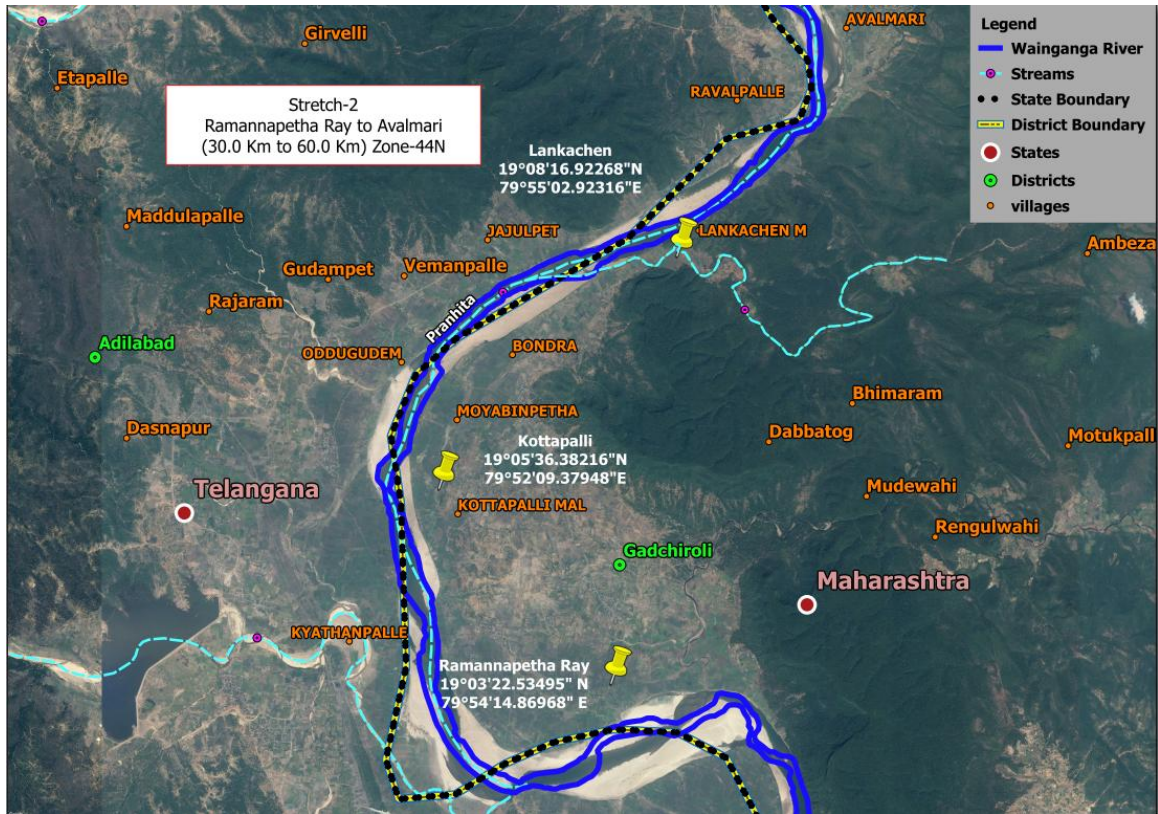 Girvelli
AVALMARI
Etapalle
RAVALPALLE
Stretch-2
Ramannapetha Ray to Avalmari
(30.0 Km to 60.0 Km) Zone-44N
Legend
Wainganga River
Streams
State Boundary
District Boundary
States
Districts
villages
Lankachen
19°08'16.92268"N
79°55'02.92316"E
Maddulapalle
JAJULPET
LANKACHEN M
Ambeza
Gudampet
Vemanpalle
Rajaram
Pranhita
Adilabad
ODDUGUDEM
BONDRA
Bhimaram
MOYABINPETHA
Dasnapur
Dabbatog
Motukpall
Kottapalli
19°05'36.38216"N
79°52'09.37948"E
Telangana
KOTTAPALLI MAL
Mudewahi
Rengulwahi
Gadchiroli
Maharashtra
KYATHANPALLE
Ramannapetha Ray
19°03'22.53495" N
79°54'14.86968" E